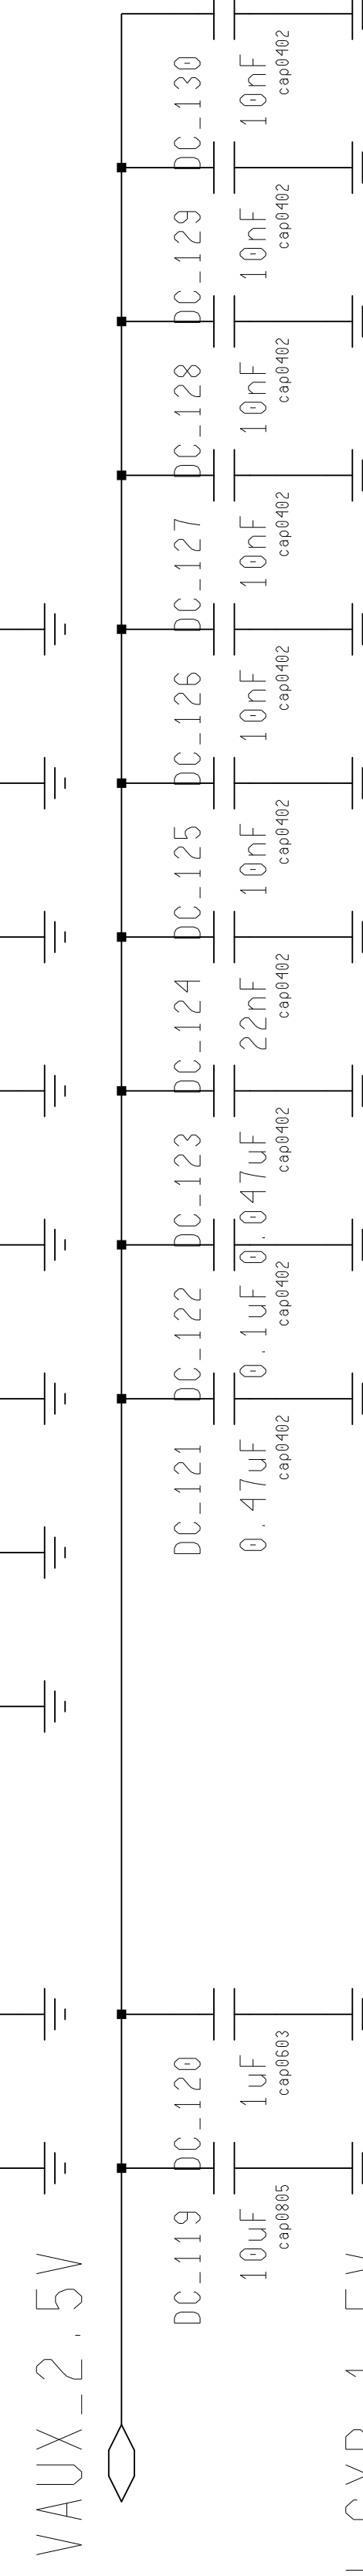 VAUX_2.5V
DC_119 DC_120 DC_121 DC_122 DC_123 DC_124 DC_125 DC_126 DC_127 DC_128 DC_129 DC_130
10uF 1uF 0.47uF 0.1uF 0.047uF 22nF 10nF 10nF 10nF 10nF 10nF 10nF
cap0805 cap0603 cap0402 cap0402 cap0402 cap0402 cap0402 cap0402 cap0402 cap0402 cap0402 cap0402